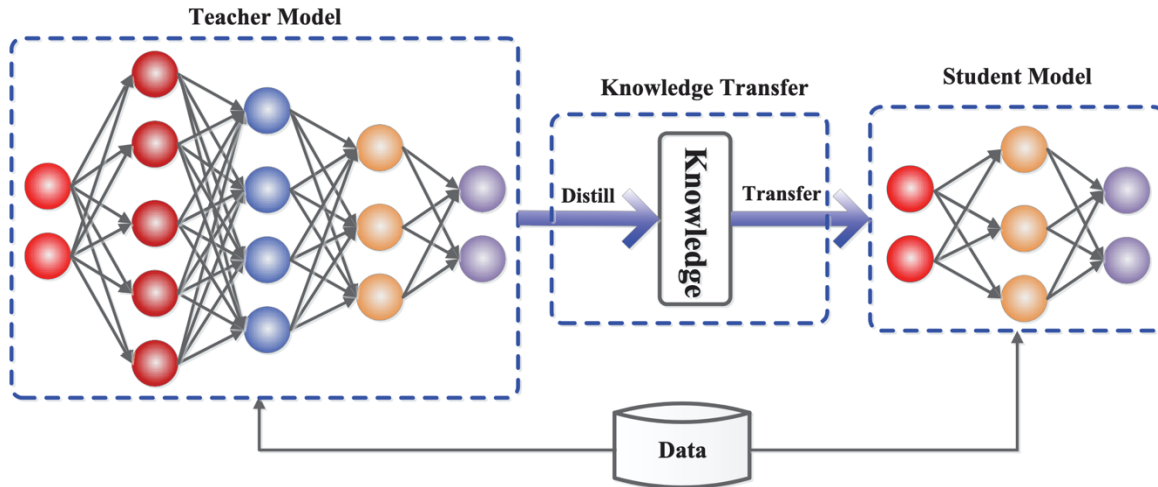 Teacher Model
Knowledge Transfer
Student Model
Distill
Knowledge
Transfer
Data